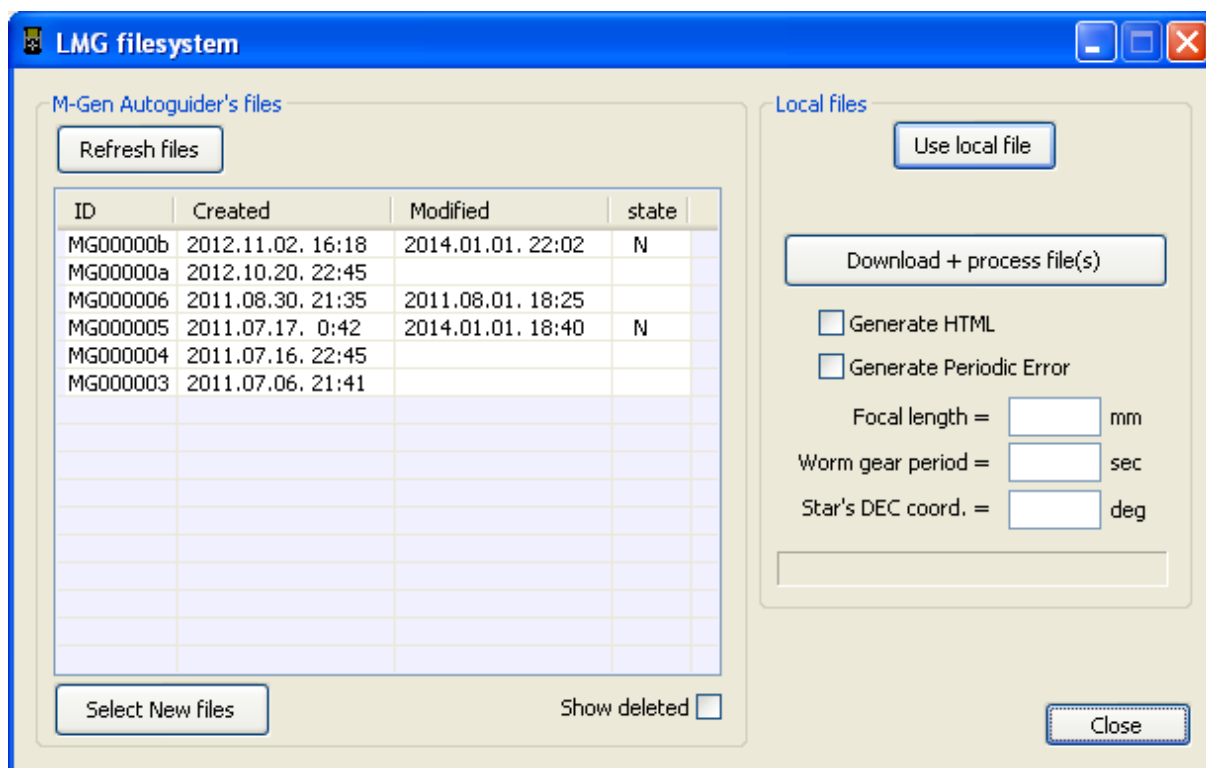 LMG filesystem
M-Gen Autoguider's files
Refresh files
ID Created Modified state
MG00000b 2012.11.02. 16:18 2014.01.01. 22:02 N
MG00000a 2012.10.20. 22:45
MG000006 2011.08.30. 21:35 2011.08.01. 18:25
MG000005 2011.07.17. 0:42 2014.01.01. 18:40 N
MG000004 2011.07.16. 22:45
MG000003 2011.07.06. 21:41
Select New files
Show deleted
Local files
Use local file
Download + process file(s)
Generate HTML
Generate Periodic Error
Focal length = mm
Worm gear period = sec
Star's DEC coord. = deg
Close